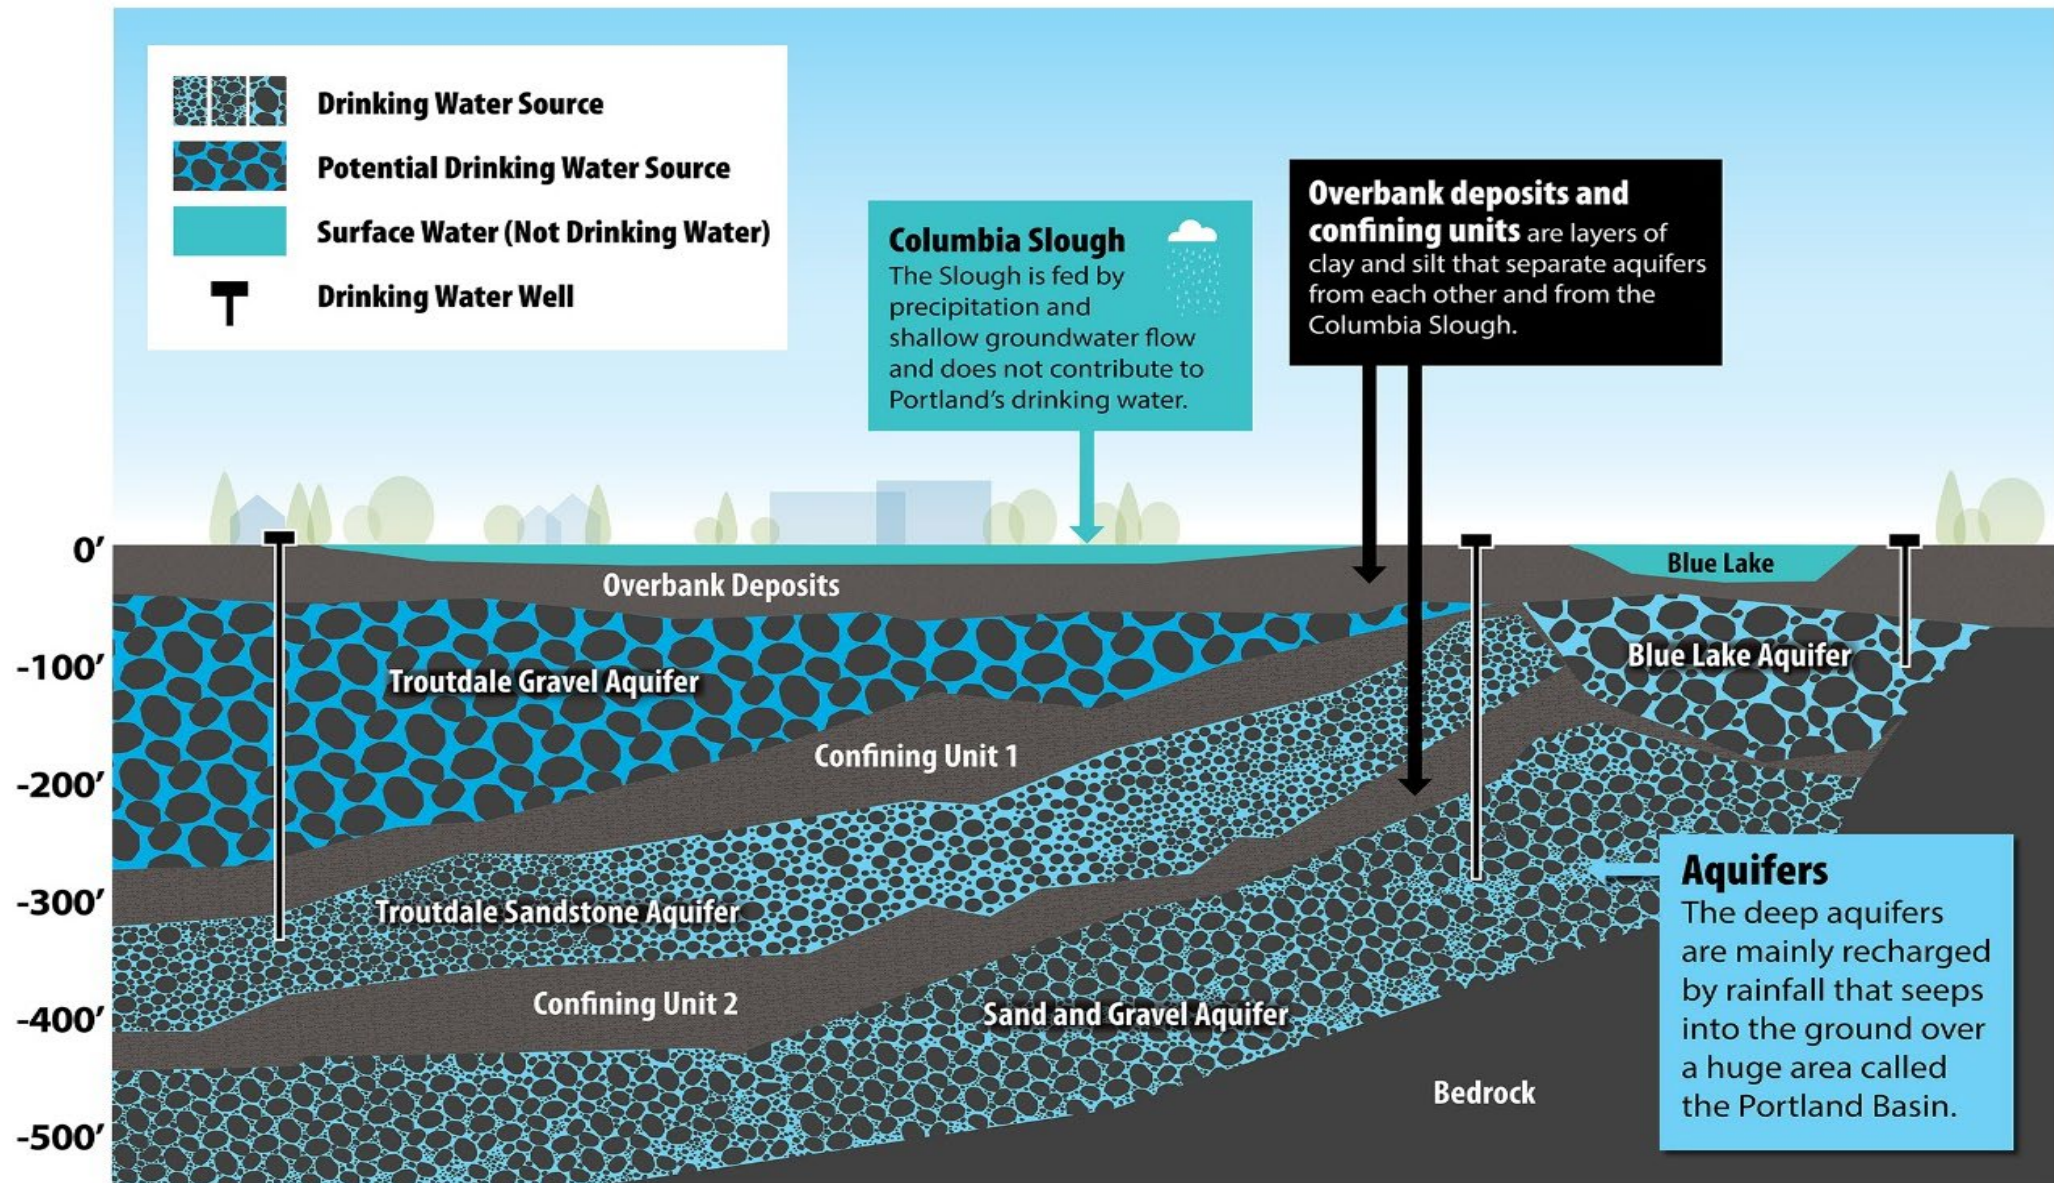 Drinking Water Source
Potential Drinking Water Source
Surface Water (Not Drinking Water)
Drinking Water Well
Columbia Slough
The Slough is fed by
precipitation and
shallow groundwater flow
and does not contribute to
Portland's drinking water.
Overbank deposits and
confining units are layers of
clay and silt that separate aquifers
from each other and from the
Columbia Slough.
0’
-100’
-200’
-300’
-400’
-500’
Overbank Deposits
Blue Lake
Troutdale Gravel Aquifer
Blue Lake Aquifer
Confining Unit 1
Troutdale Sandstone Aquifer
Confining Unit 2
Sand and Gravel Aquifer
Bedrock
Aquifers
The deep aquifers
are mainly recharged
by rainfall that seeps
into the ground over
a huge area called
the Portland Basin.